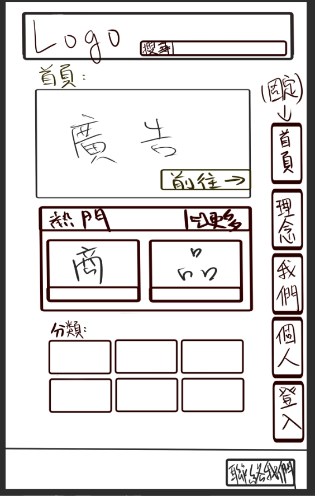 Logo
搜尋
首頁:
(固定)
廣告
前往→
首頁
熱門
更多
理念
商品
我們
分類:
個人
登入
聯絡我們